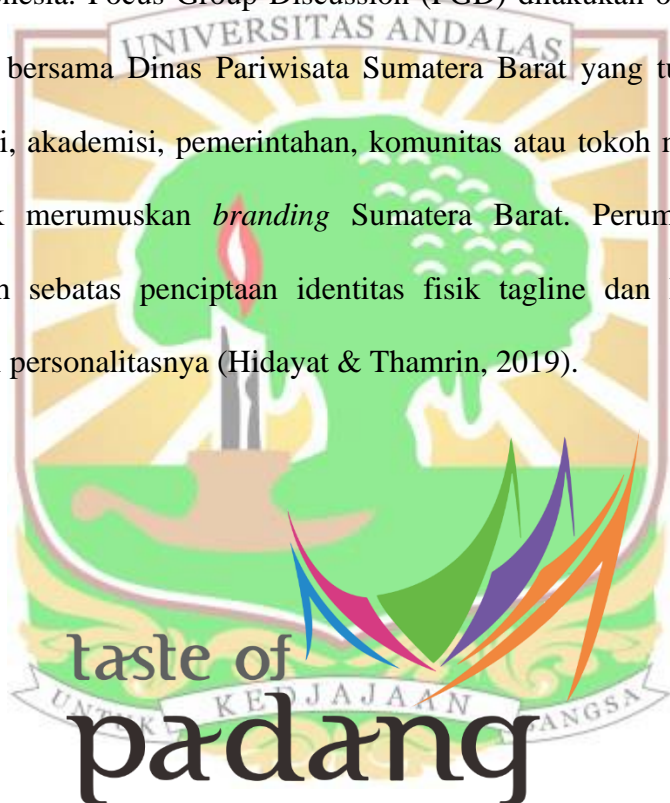 nesia. Focus Group Discussion (FGD) dilakukan o
UNIVERSITAS ANDALAS
bersama Dinas Pariwisata Sumatera Barat yang tu
i, akademisi, pemerintahan, komunitas atau tokoh
k merumuskan branding Sumatera Barat. Perum
sebatas penciptaan identitas fisik tagline dan
personalitasnya (Hidayat & Thamrin, 2019).
taste of
UNTUK KEDJAJAAN BANGSA
padang